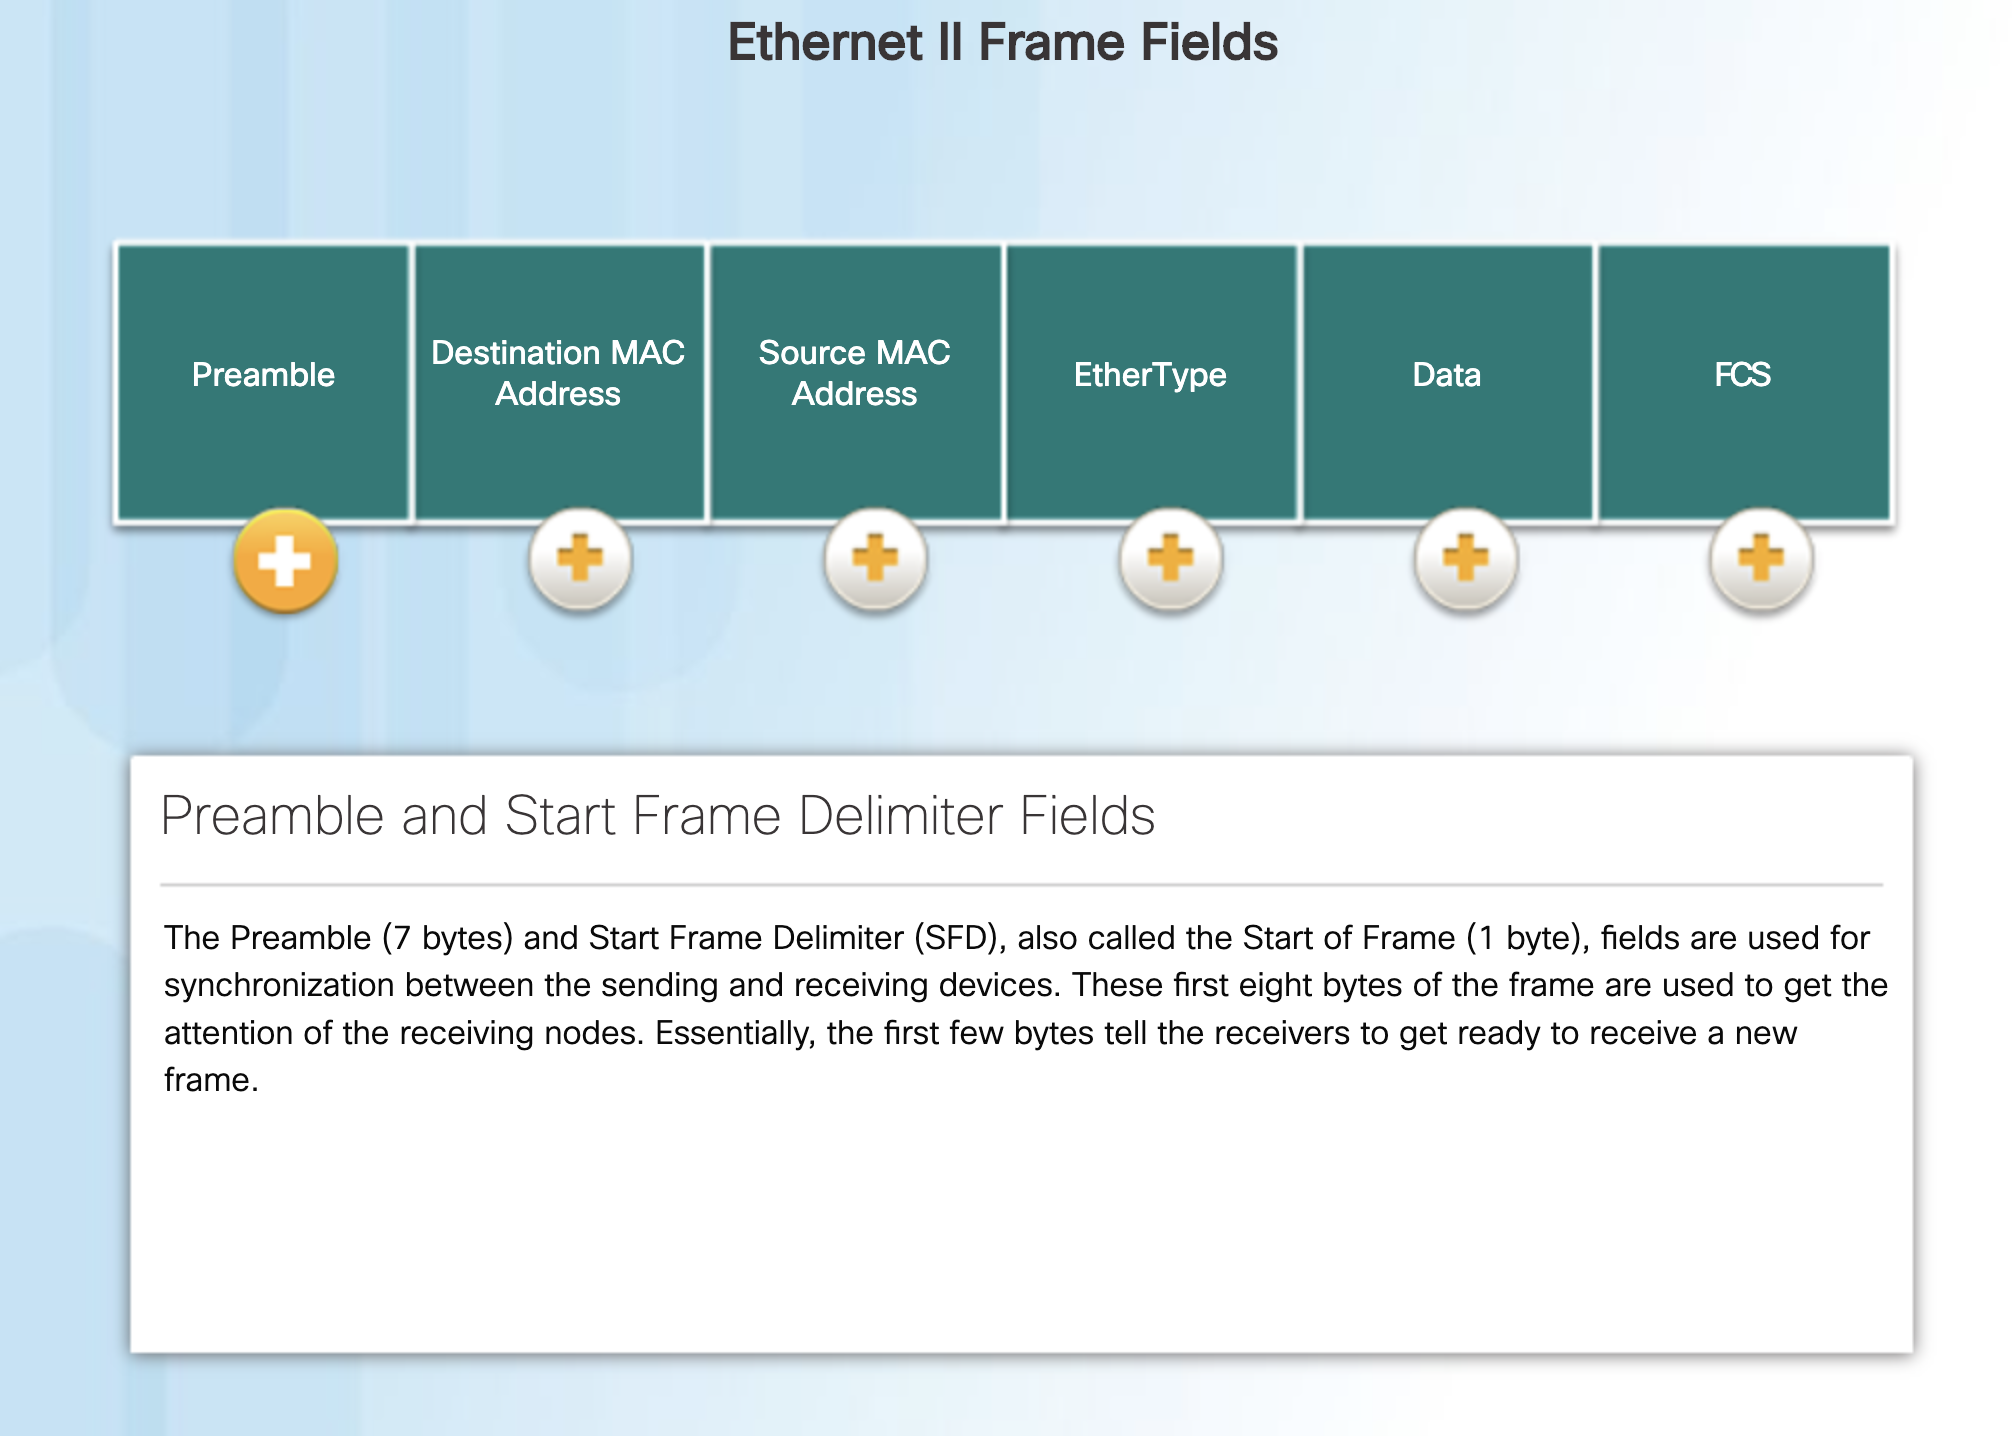 Ethernet II Frame Fields
Preamble
Destination MAC
Address
Source MAC
Address
EtherType
Data
FCS
Preamble and Start Frame Delimiter Fields
The Preamble (7 bytes) and Start Frame Delimiter (SFD), also called the Start of Frame (1 byte), fields are used for
synchronization between the sending and receiving devices. These first eight bytes of the frame are used to get the
attention of the receiving nodes. Essentially, the first few bytes tell the receivers to get ready to receive a new
frame.